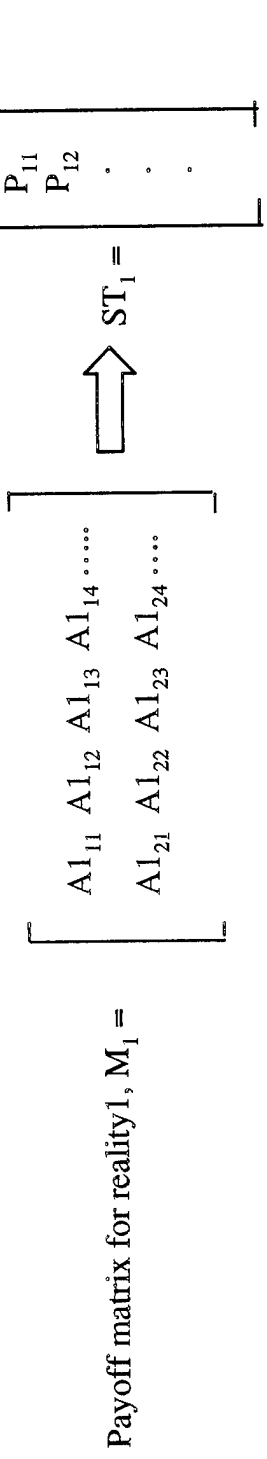 Payoff matrix for reality1, M₁ =
A1₁₁ A1₁₂ A1₁₃ A1₁₄ .....
A1₂₁ A1₂₂ A1₂₃ A1₂₄ ....
ST₁ =
P₁₁
P₁₂
.
.
.